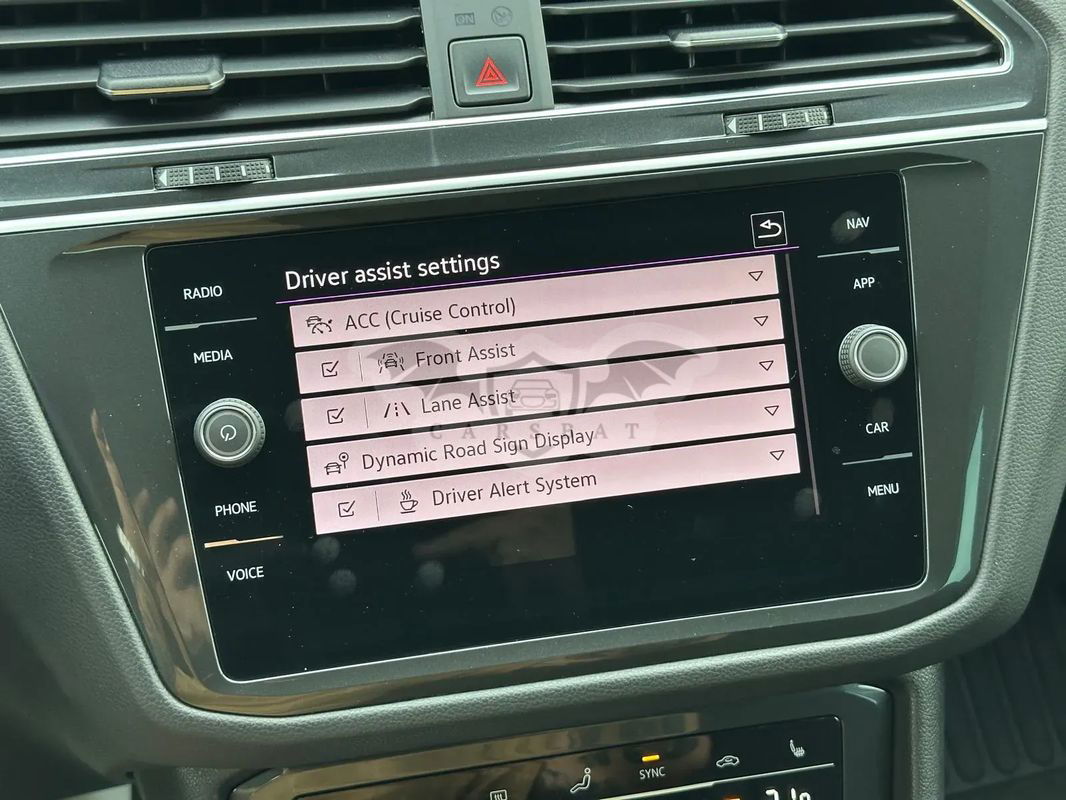 ON
Driver assist settings
ACC (Cruise Control)
Front Assist
Lane Assist
Dynamic Road Sign Display
Driver Alert System
RADIO
MEDIA
PHONE
VOICE
NAV
APP
CAR
MENU
CARSBAT
SYNC